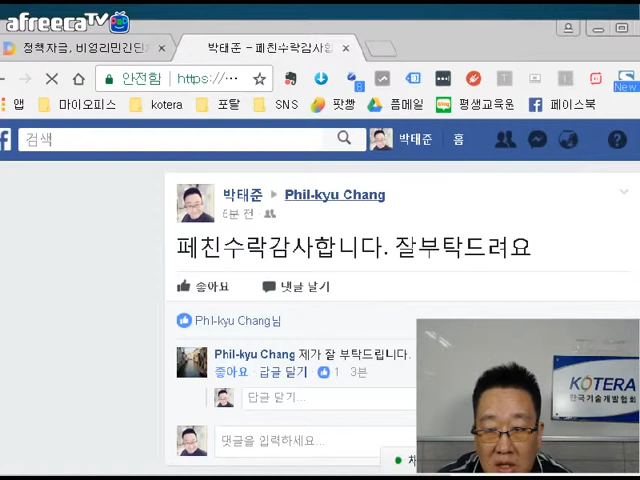 afreecaTV
정책자금, 비영리민간단
박태준 - 페친수락감사합
안전함
https://...
8
New
앱
마이오피스
kotera
포탈
SNS
팟빵
플메일
평생교육원
페이스북
검색
박태준
홈
박태준 ▶ Phil-kyu Chang
6분 전
페친수락감사합니다. 잘부탁드려요
좋아요
댓글 달기
Phil-kyu Chang님
Phil-kyu Chang 제가 잘 부탁드립니다.
좋아요 · 답글 달기 · 1 · 3분
답글 달기...
댓글을 입력하세요...
KOTERA
한국기술개발협회